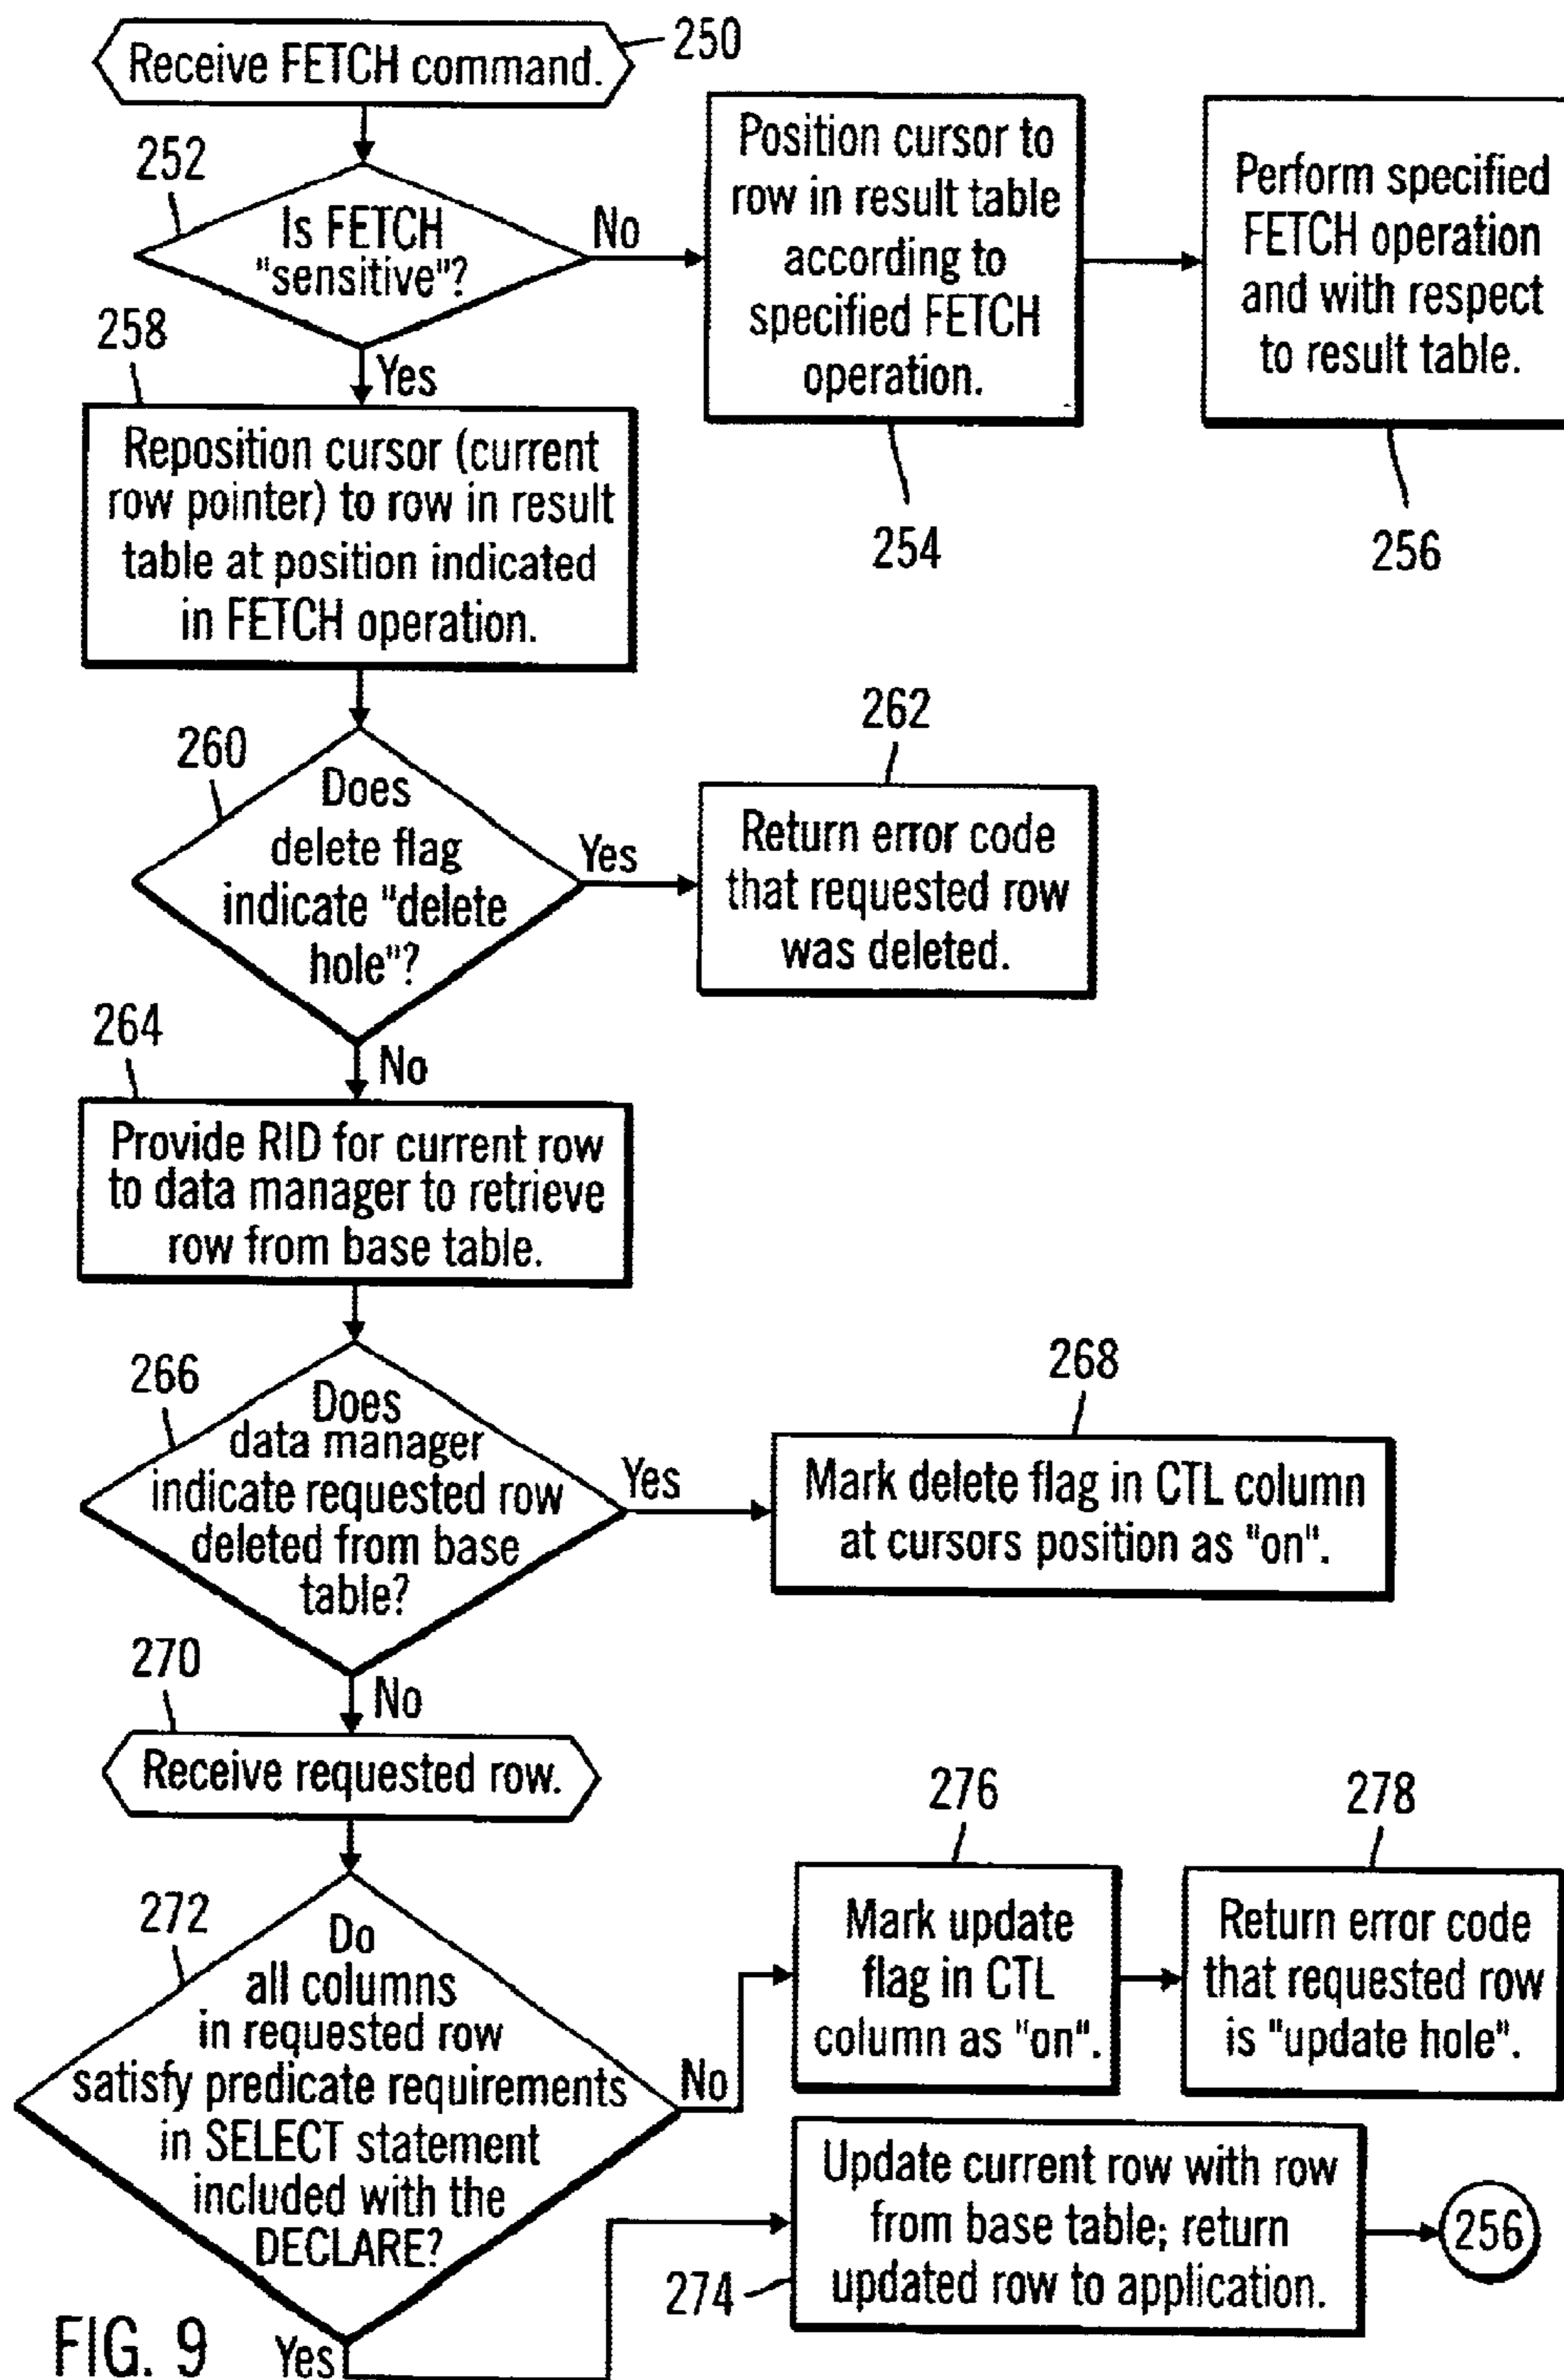 Receive FETCH command.
250
252
Is FETCH
"sensitive"?
No
Position cursor to
row in result table
according to
specified FETCH
operation.
254
Perform specified
FETCH operation
and with respect
to result table.
256
258
Yes
Reposition cursor (current
row pointer) to row in result
table at position indicated
in FETCH operation.
260
Does
delete flag
indicate "delete
hole"?
Yes
262
Return error code
that requested row
was deleted.
264
No
Provide RID for current row
to data manager to retrieve
row from base table.
266
Does
data manager
indicate requested row
deleted from base
table?
Yes
268
Mark delete flag in CTL column
at cursors position as "on".
270
No
Receive requested row.
272
Do
all columns
in requested row
satisfy predicate requirements
in SELECT statement
included with the
DECLARE?
No
276
Mark update
flag in CTL
column as "on".
278
Return error code
that requested row
is "update hole".
Update current row with row
from base table; return
updated row to application.
274
256
Yes
FIG. 9